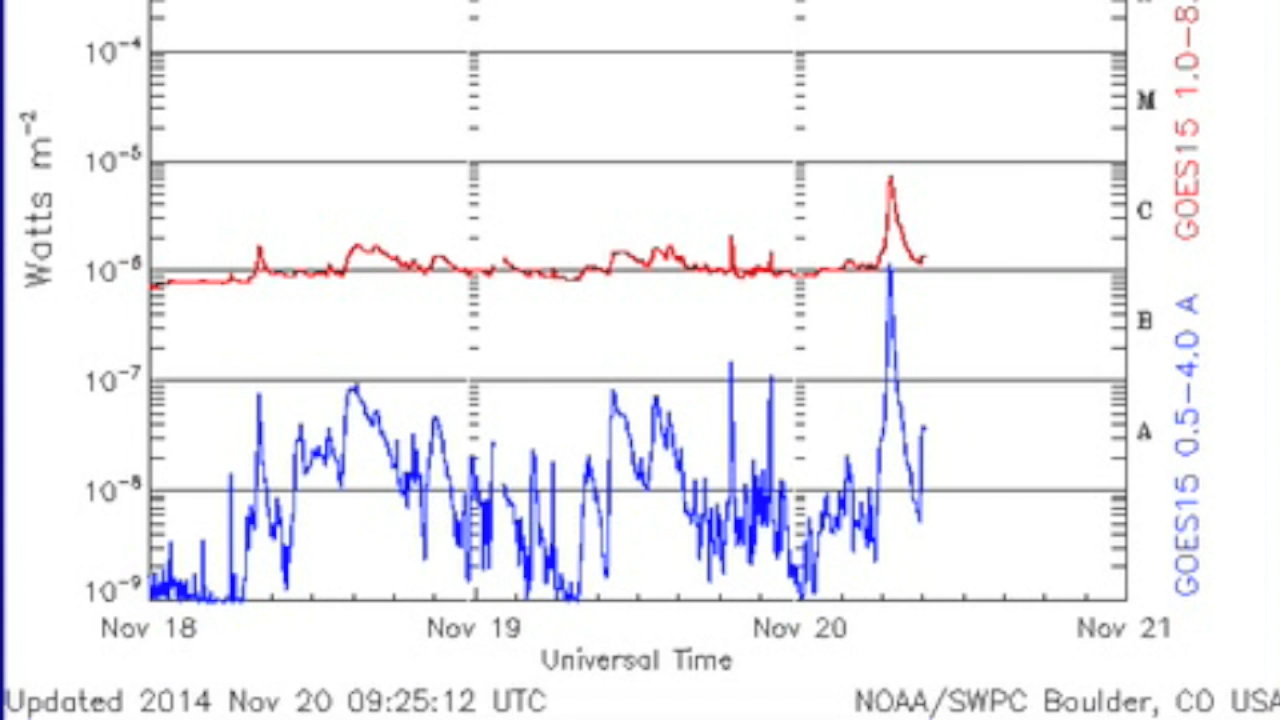 10⁻⁴
10⁻⁵
10⁻⁶
10⁻⁷
10⁻⁸
10⁻⁹
Watts m⁻²
M
C
B
A
GOES15 1.0-8.
GOES15 0.5-4.0 A
Nov 18 Nov 19 Nov 20 Nov 21
Universal Time
Updated 2014 Nov 20 09:25:12 UTC NOAA/SWPC Boulder, CO USA